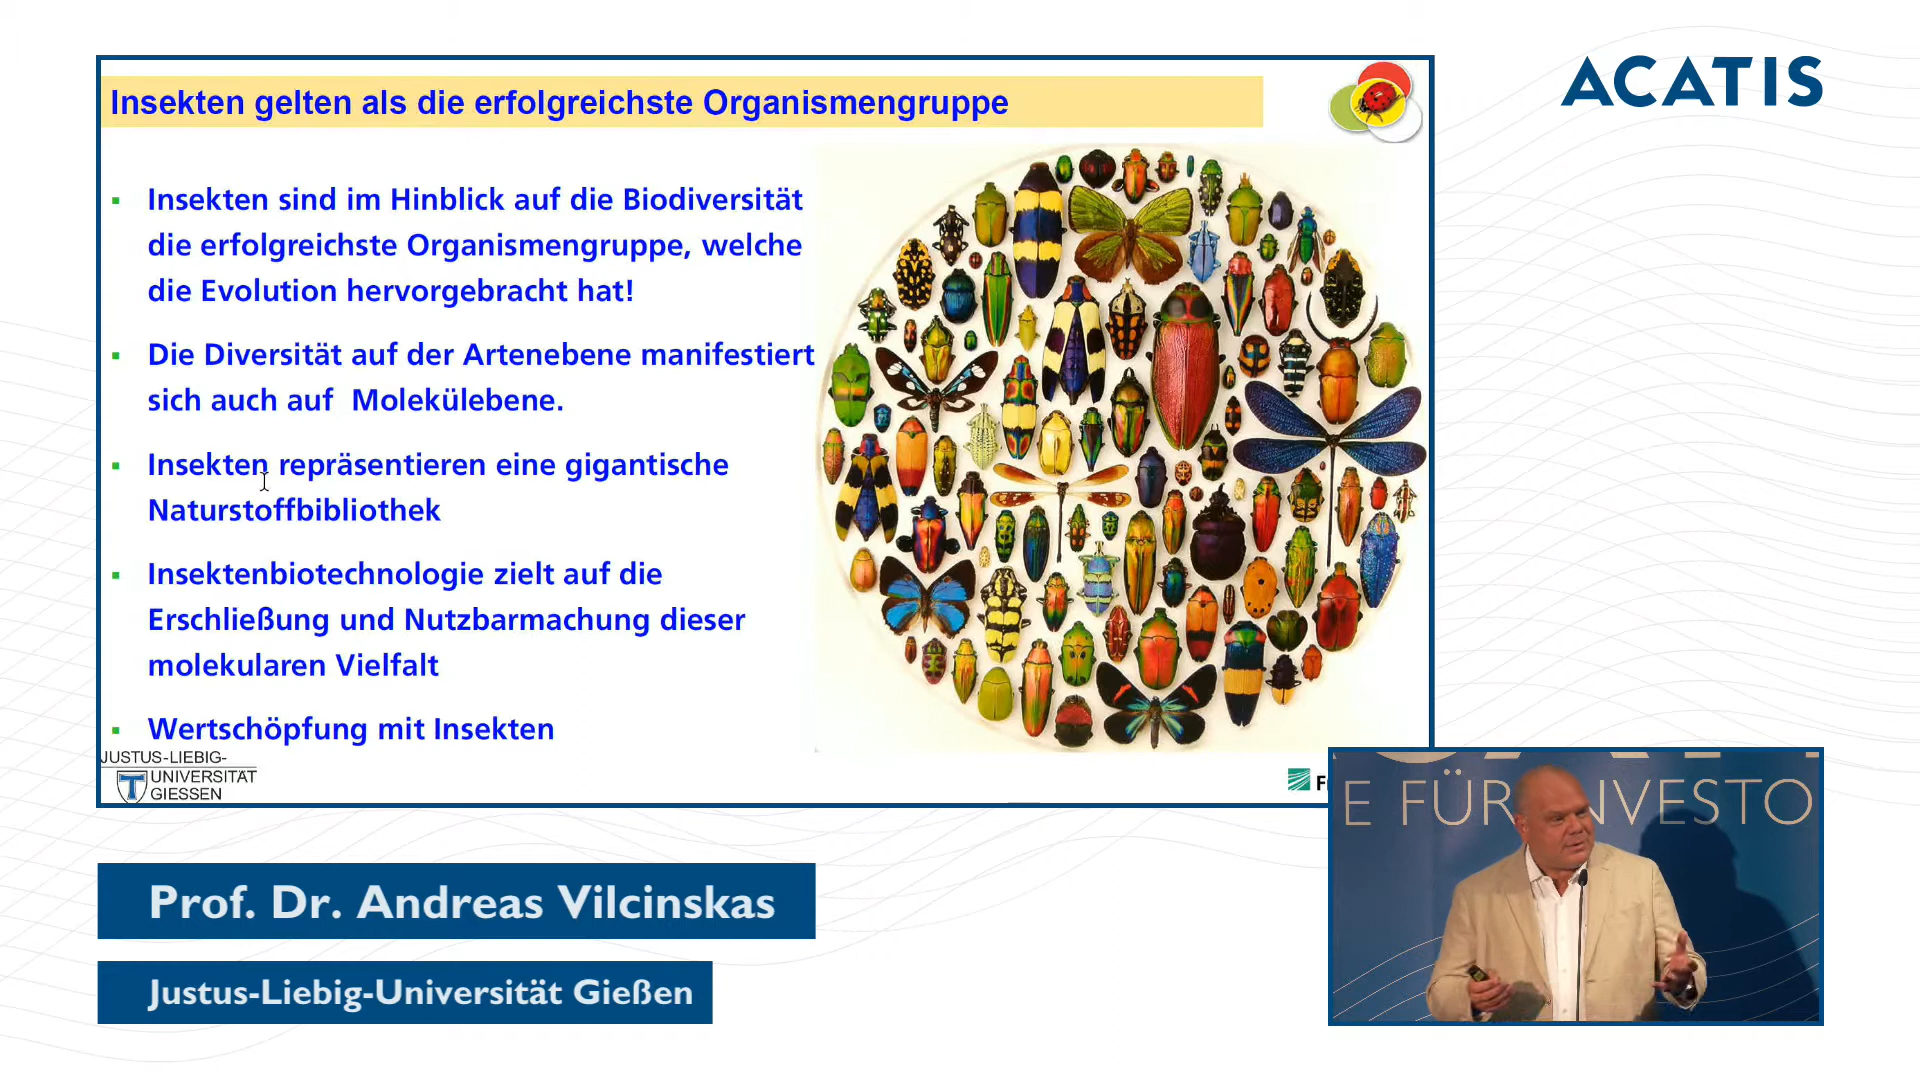 ACATIS
Insekten gelten als die erfolgreichste Organismengruppe
Insekten sind im Hinblick auf die Biodiversität
die erfolgreichste Organismengruppe, welche
die Evolution hervorgebracht hat!
Die Diversität auf der Artenebene manifestiert
sich auch auf Molekülebene.
Insekten repräsentieren eine gigantische
Naturstoffbibliothek
Insektenbiotechnologie zielt auf die
Erschließung und Nutzbarmachung dieser
molekularen Vielfalt
Wertschöpfung mit Insekten
JUSTUS-LIEBIG-
UNIVERSITÄT
GIESSEN
E FÜR INVESTO
Prof. Dr. Andreas Vilcinskas
Justus-Liebig-Universität Gießen